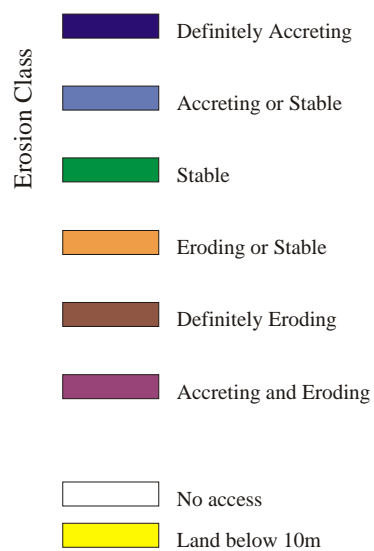 Erosion Class
Definitely Accreting
Accreting or Stable
Stable
Eroding or Stable
Definitely Eroding
Accreting and Eroding
No access
Land below 10m